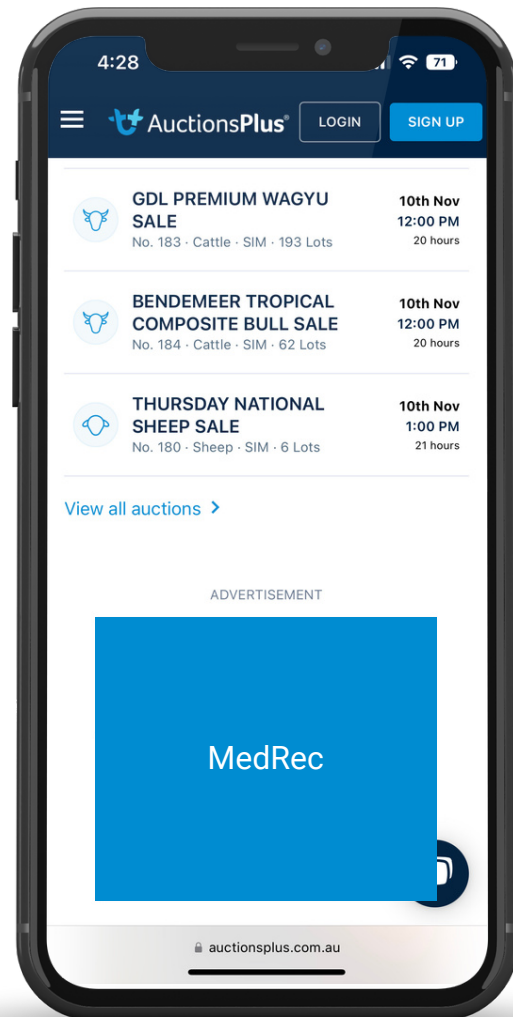 4:28
71
AuctionsPlus®
LOGIN
SIGN UP
GDL PREMIUM WAGYU
SALE
No. 183 · Cattle · SIM · 193 Lots
10th Nov
12:00 PM
20 hours
BENDEMEER TROPICAL
COMPOSITE BULL SALE
No. 184 · Cattle · SIM · 62 Lots
10th Nov
12:00 PM
20 hours
THURSDAY NATIONAL
SHEEP SALE
No. 180 · Sheep · SIM · 6 Lots
10th Nov
1:00 PM
21 hours
View all auctions
ADVERTISEMENT
MedRec
auctionsplus.com.au